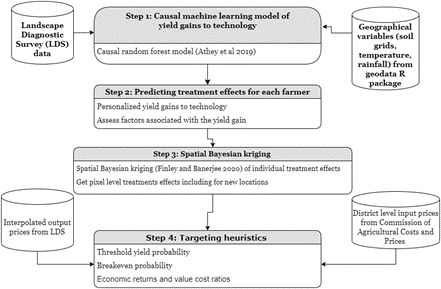 Landscape
Diagnostic
Survey (LDS)
data
Step 1: Causal machine learning model of
yield gains to technology
Causal random forest model (Athey et al 2019)
Geographical
variables (soil
grids,
temperature,
rainfall) from
geodata R
package
Step 2: Predicting treatment effects for each farmer
Personalized yield gains to technology
Assess factors associated with the yield gain
Step 3: Spatial Bayesian kriging
Spatial Bayesian kriging (Finley and Banerjee 2020) of individual treatment effects
Get pixel level treatments effects including for new locations
Interpolated output
prices from LDS
Step 4: Targeting heuristics
Threshold yield probability
Breakeven probability
Economic returns and value cost ratios
District level input prices
from Commission of
Agricultural Costs and
Prices